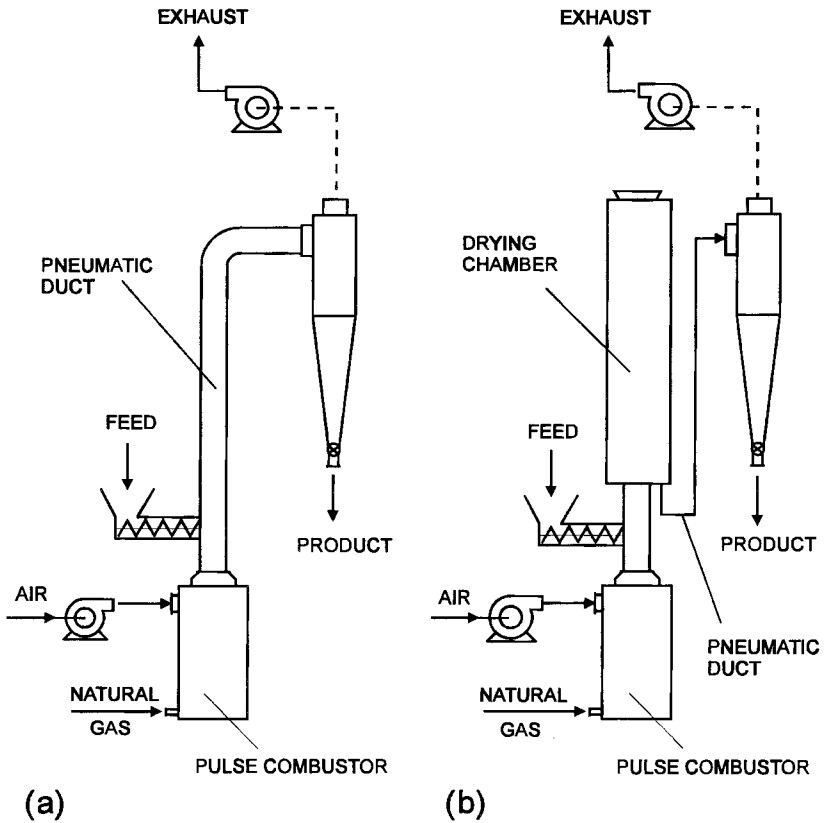 EXHAUST
PNEUMATIC
DUCT
FEED
PRODUCT
AIR
NATURAL
GAS
PULSE COMBUSTOR
(a)
EXHAUST
DRYING
CHAMBER
FEED
PRODUCT
AIR
PNEUMATIC
DUCT
NATURAL
GAS
PULSE COMBUSTOR
(b)